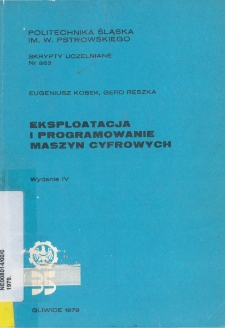 POLITECHNIKA ŚLĄSKA
IM. W. PSTROWSKIEGO
SKRYPTY UCZELNIANE
Nr 863
EUGENIUSZ KOSEK, GERD RESZKA
EKSPLOATACJA
I PROGRAMOWANIE
MASZYN CYFROWYCH
Wydanie IV
GLIWICE 1979